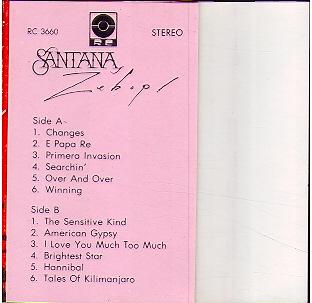 RC 3660
RP
STEREO
SANTANA
Zebop!
Side A
1. Changes
2. E Papa Re
3. Primera Invasion
4. Searchin'
5. Over And Over
6. Winning
Side B
1. The Sensitive Kind
2. American Gypsy
3. I Love You Much Too Much
4. Brightest Star
5. Hannibal
6. Tales Of Kilimanjaro